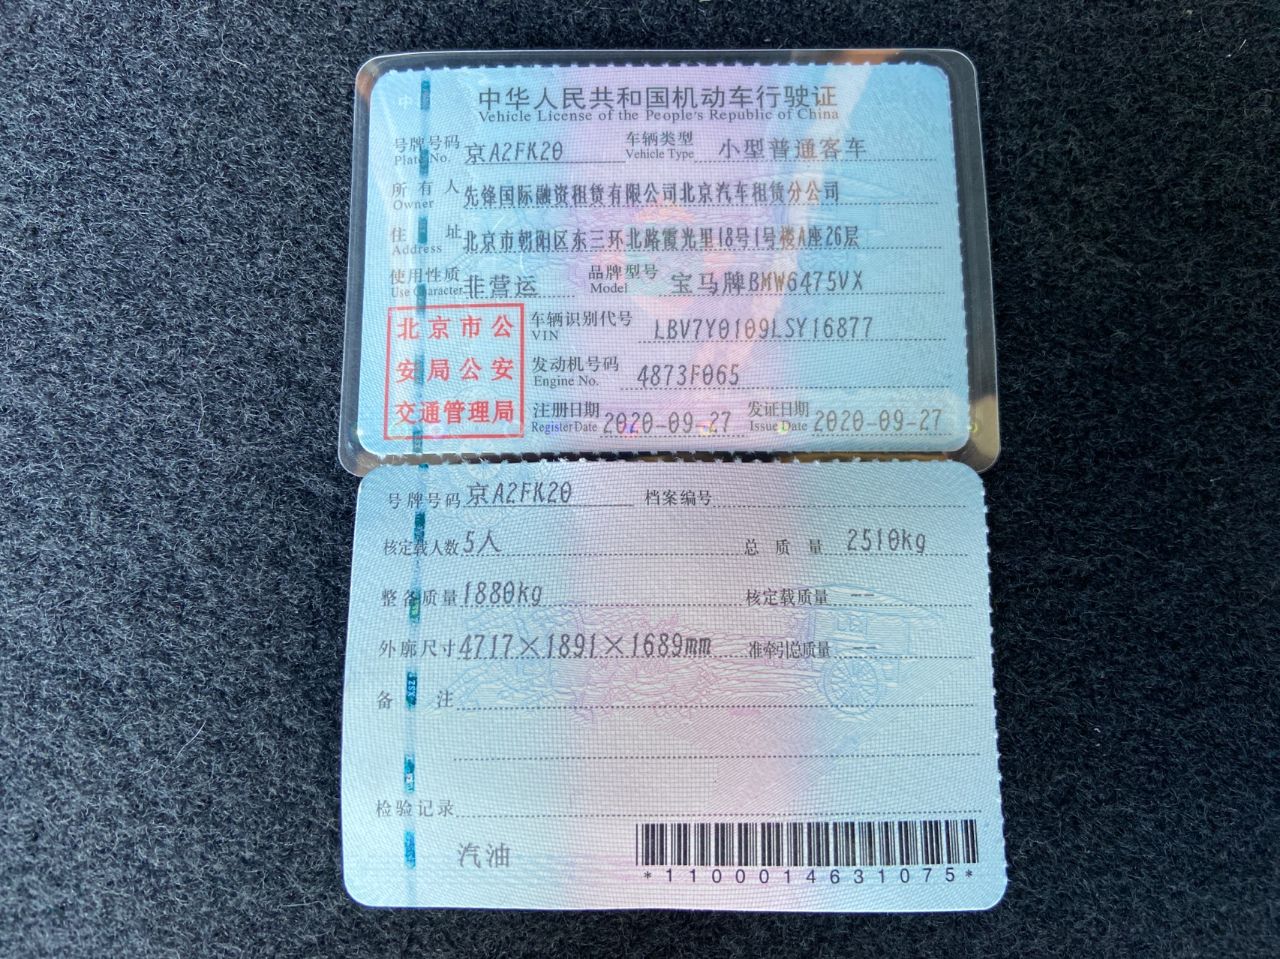 中华人民共和国机动车行驶证
Vehicle License of the People's Republic of China
号牌号码 京A2FK20 车辆类型 小型普通客车
Plate No. Vehicle Type
所有人 先锋国际融资租赁有限公司北京汽车租赁分公司
Owner
住址 北京市朝阳区东三环北路霞光里18号1号楼A座26层
Address
使用性质 非营运 品牌型号 宝马牌BMW6475VX
Use Character Model
北京市公
安局公安
交通管理局
车辆识别代号 LBV7Y0109LSY16877
VIN
发动机号码 4873F065
Engine No.
注册日期 2020-09-27 发证日期 2020-09-27
Register Date Issue Date
号牌号码 京A2FK20 档案编号
核定载人数 5人 总质量 2510kg
整备质量 1880kg 核定载质量 --
外廓尺寸 4717×1891×1689mm 准牵引总质量 --
备注
检验记录
汽油
*1100014631075*